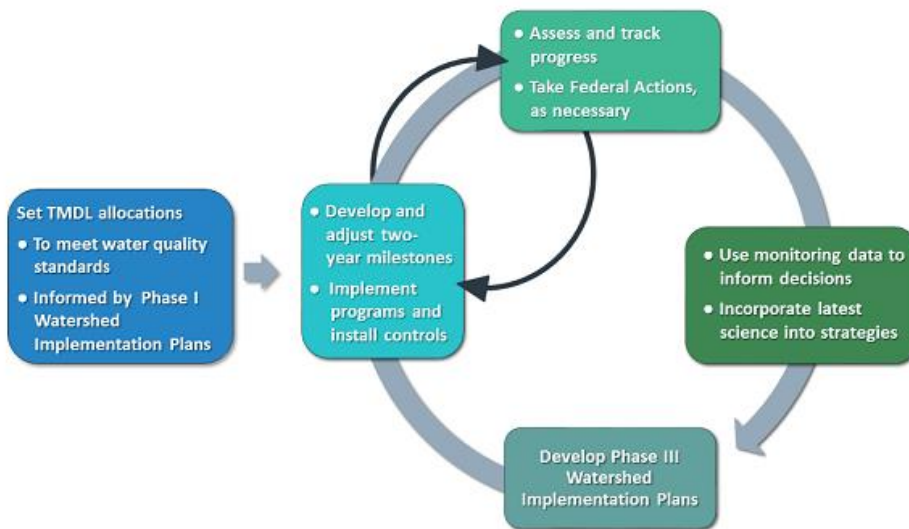 Set TMDL allocations
● To meet water quality
standards
● Informed by Phase I
Watershed
Implementation Plans
● Develop and
adjust two-
year milestones
● Implement
programs and
install controls
● Assess and track
progress
● Take Federal Actions,
as necessary
● Use monitoring data to
inform decisions
● Incorporate latest
science into strategies
Develop Phase III
Watershed
Implementation Plans